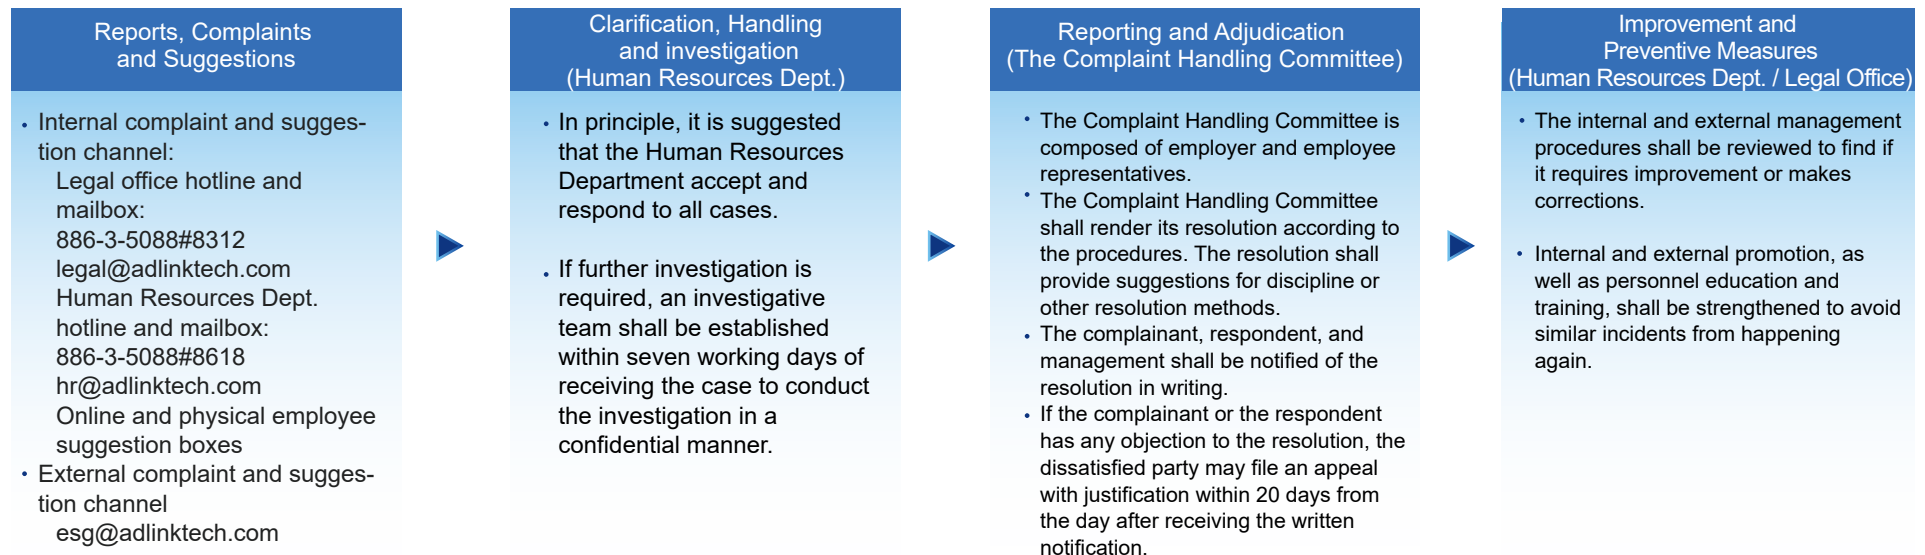 Reports, Complaints
and Suggestions
• Internal complaint and sugges-
tion channel:
Legal office hotline and
mailbox:
886-3-5088#8312
legal@adlinktech.com
Human Resources Dept.
hotline and mailbox:
886-3-5088#8618
hr@adlinktech.com
Online and physical employee
suggestion boxes
• External complaint and sugges-
tion channel
esg@adlinktech.com
Clarification, Handling
and investigation
(Human Resources Dept.)
• In principle, it is suggested
that the Human Resources
Department accept and
respond to all cases.
• If further investigation is
required, an investigative
team shall be established
within seven working days of
receiving the case to conduct
the investigation in a
confidential manner.
Reporting and Adjudication
(The Complaint Handling Committee)
• The Complaint Handling Committee is
composed of employer and employee
representatives.
• The Complaint Handling Committee
shall render its resolution according to
the procedures. The resolution shall
provide suggestions for discipline or
other resolution methods.
• The complainant, respondent, and
management shall be notified of the
resolution in writing.
• If the complainant or the respondent
has any objection to the resolution, the
dissatisfied party may file an appeal
with justification within 20 days from
the day after receiving the written
notification.
Improvement and
Preventive Measures
(Human Resources Dept. / Legal Office)
• The internal and external management
procedures shall be reviewed to find if
it requires improvement or makes
corrections.
• Internal and external promotion, as
well as personnel education and
training, shall be strengthened to avoid
similar incidents from happening
again.